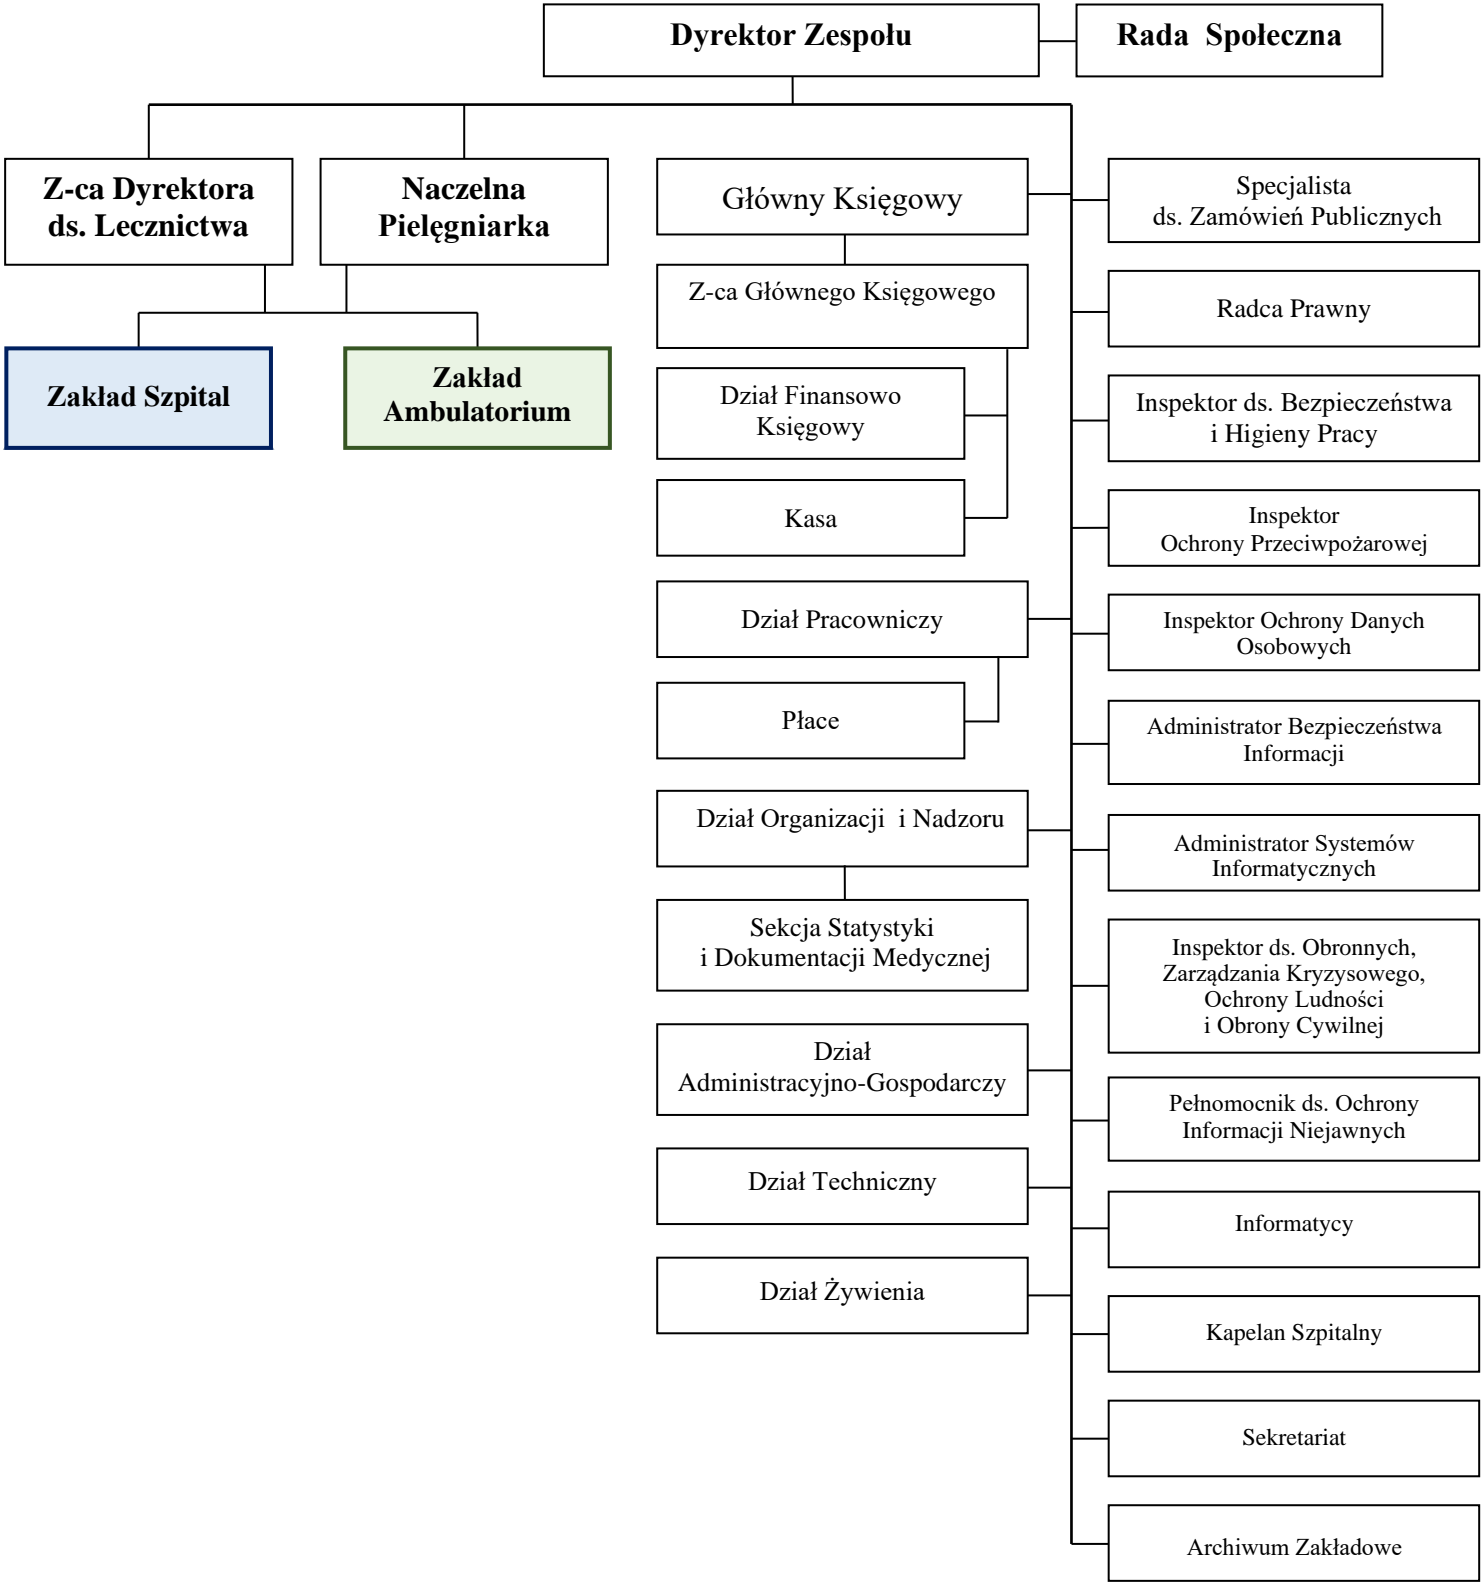 Dyrektor Zespołu
Rada Społeczna
Z-ca Dyrektora
ds. Lecznictwa
Naczelna
Pielęgniarka
Zakład Szpital
Zakład
Ambulatorium
Główny Księgowy
Z-ca Głównego Księgowego
Dział Finansowo
Księgowy
Kasa
Dział Pracowniczy
Płace
Dział Organizacji i Nadzoru
Sekcja Statystyki
i Dokumentacji Medycznej
Dział
Administracyjno-Gospodarczy
Dział Techniczny
Dział Żywienia
Specjalista
ds. Zamówień Publicznych
Radca Prawny
Inspektor ds. Bezpieczeństwa
i Higieny Pracy
Inspektor
Ochrony Przeciwpożarowej
Inspektor Ochrony Danych
Osobowych
Administrator Bezpieczeństwa
Informacji
Administrator Systemów
Informatycznych
Inspektor ds. Obronnych,
Zarządzania Kryzysowego,
Ochrony Ludności
i Obrony Cywilnej
Pełnomocnik ds. Ochrony
Informacji Niejawnych
Informatycy
Kapelan Szpitalny
Sekretariat
Archiwum Zakładowe